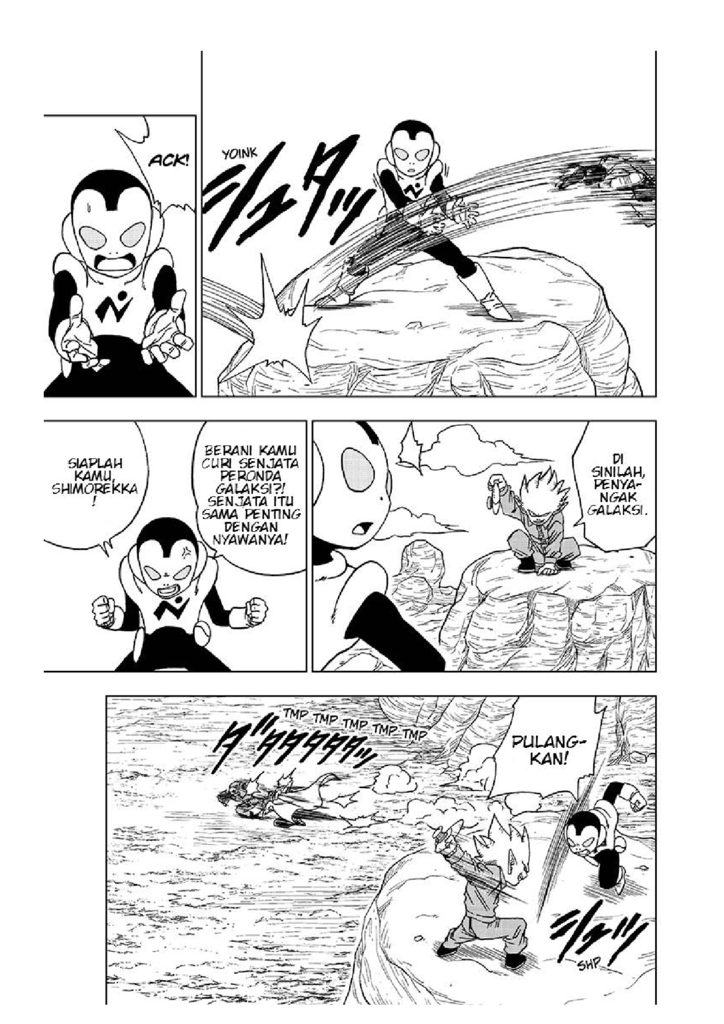 YOINK
シュタッ
ACK!
DI
SINILAH,
PENYA-
NGAK
GALAKSI.
BERANI KAMU
CURI SENJATA
PERONDA
GALAKSI?!
SENJATA ITU
SAMA PENTING
DENGAN
NYAWANYA!
SIAPLAH
KAMU,
SHIMOREKKA
!
PULANG-
KAN!
TMP TMP TMP TMP TMP
ダダダダダダッ
シュッ
SHP